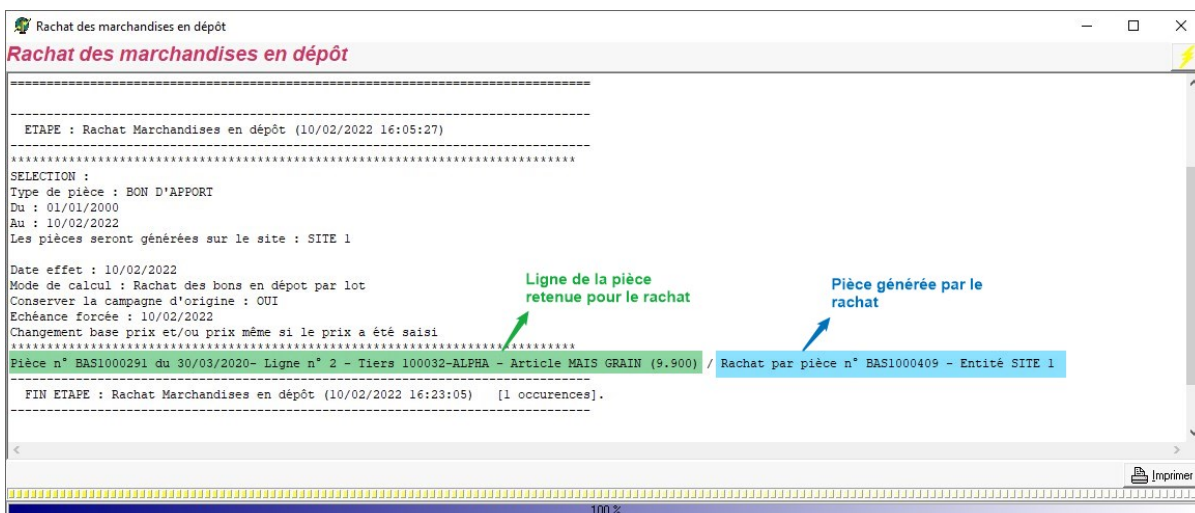 Rachat des marchandises en dépôt
Rachat des marchandises en dépôt
================================================================================
--------------------------------------------------------------------------------
ETAPE : Rachat Marchandises en dépôt (10/02/2022 16:05:27)
--------------------------------------------------------------------------------
******************************************************************************
SELECTION :
Type de pièce : BON D'APPORT
Du : 01/01/2000
Au : 10/02/2022
Les pièces seront générées sur le site : SITE 1
Date effet : 10/02/2022
Mode de calcul : Rachat des bons en dépot par lot
Conserver la campagne d'origine : OUI
Echéance forcée : 10/02/2022
Changement base prix et/ou prix même si le prix a été saisi
******************************************************************************
Ligne de la pièce
retenue pour le rachat
Pièce générée par le
rachat
Pièce n° BAS1000291 du 30/03/2020- Ligne n° 2 - Tiers 100032-ALPHA - Article MAIS GRAIN (9.900) / Rachat par pièce n° BAS1000409 - Entité SITE 1
--------------------------------------------------------------------------------
FIN ETAPE : Rachat Marchandises en dépôt (10/02/2022 16:23:05) [1 occurences].
--------------------------------------------------------------------------------
Imprimer
100 %